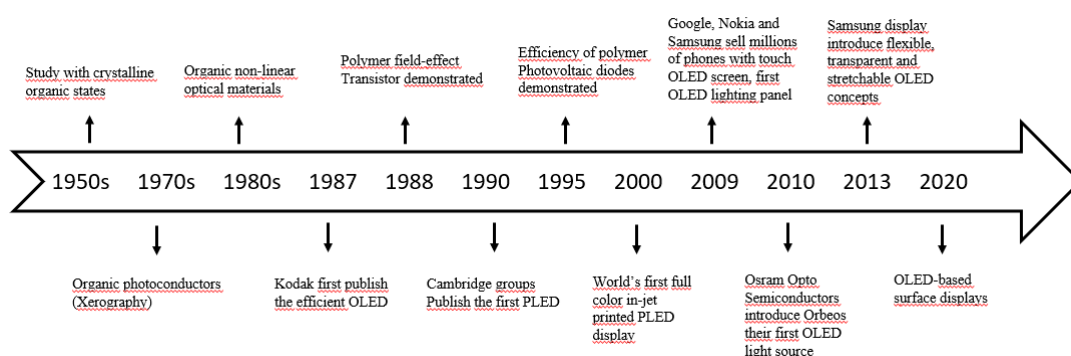 Study with crystalline
organic states
Organic non-linear
optical materials
Polymer field-effect
Transistor demonstrated
Efficiency of polymer
Photovoltaic diodes
demonstrated
Google, Nokia and
Samsung sell millions
of phones with touch
OLED screen, first
OLED lighting panel
Samsung display
introduce flexible,
transparent and
stretchable OLED
concepts
1950s 1970s 1980s 1987 1988 1990 1995 2000 2009 2010 2013 2020
Organic photoconductors
(Xerography)
Kodak first publish
the efficient OLED
Cambridge groups
Publish the first PLED
World's first full
color in-jet
printed PLED
display
Osram Opto
Semiconductors
introduce Orbeos
their first OLED
light source
OLED-based
surface displays